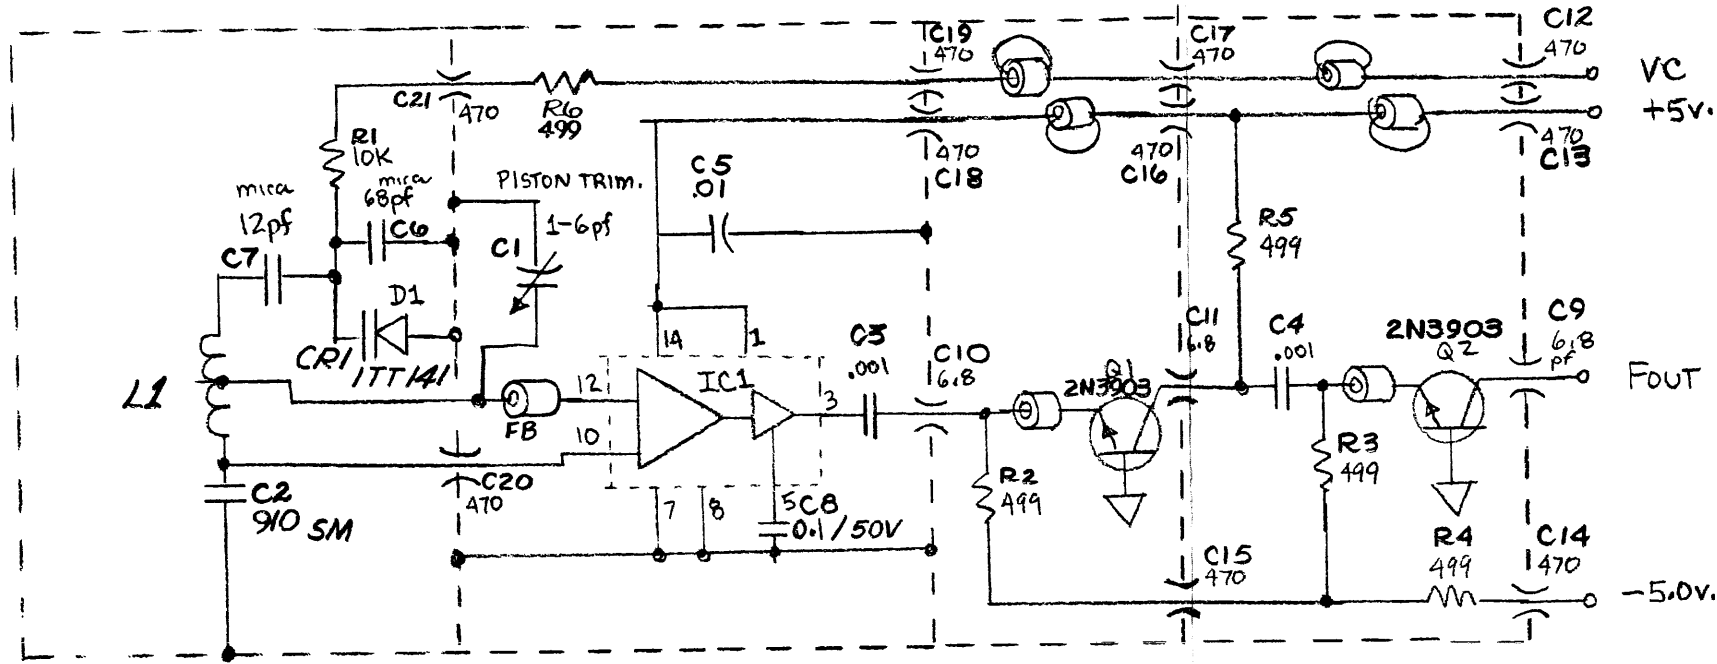 C19
470
C17
470
C12
470
VC
C21
470
R6
499
+5v.
R1
10K
470
C18
470
C16
470
C13
mica
68pf
C6
PISTON TRIM.
C5
.01
mica
12pf
C7
C1
1-6pf
R5
499
D1
CR1
ITT141
14
1
C3
.001
C10
6.8
C11
6.8
C4
.001
2N3903
Q2
C9
6.8
pf
FOUT
L1
FB
12
10
IC1
3
Q1
2N3903
C2
910 SM
C20
470
7
8
5
C8
0.1/50V
R2
499
R3
499
C15
470
R4
499
C14
470
-5.0v.